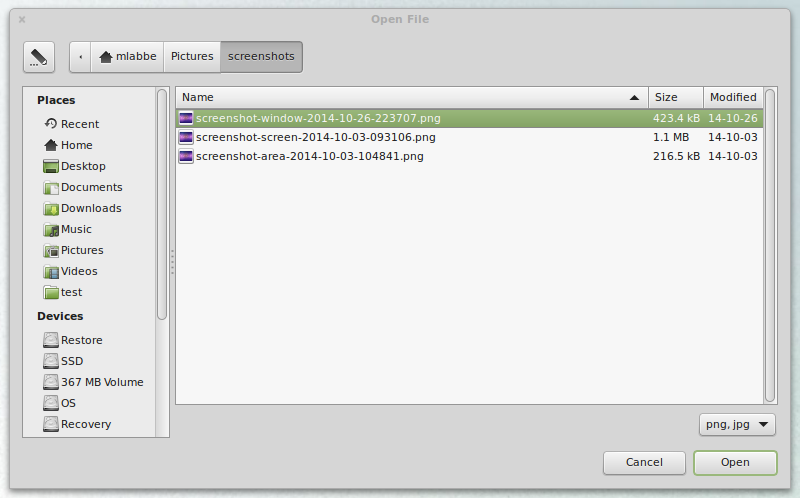 x Open File
mlabbe Pictures screenshots
Places
Recent
Home
Desktop
Documents
Downloads
Music
Pictures
Videos
test
Devices
Restore
SSD
367 MB Volume
OS
Recovery
Name Size Modified
screenshot-window-2014-10-26-223707.png 423.4 kB 14-10-26
screenshot-screen-2014-10-03-093106.png 1.1 MB 14-10-03
screenshot-area-2014-10-03-104841.png 216.5 kB 14-10-03
png, jpg
Cancel Open